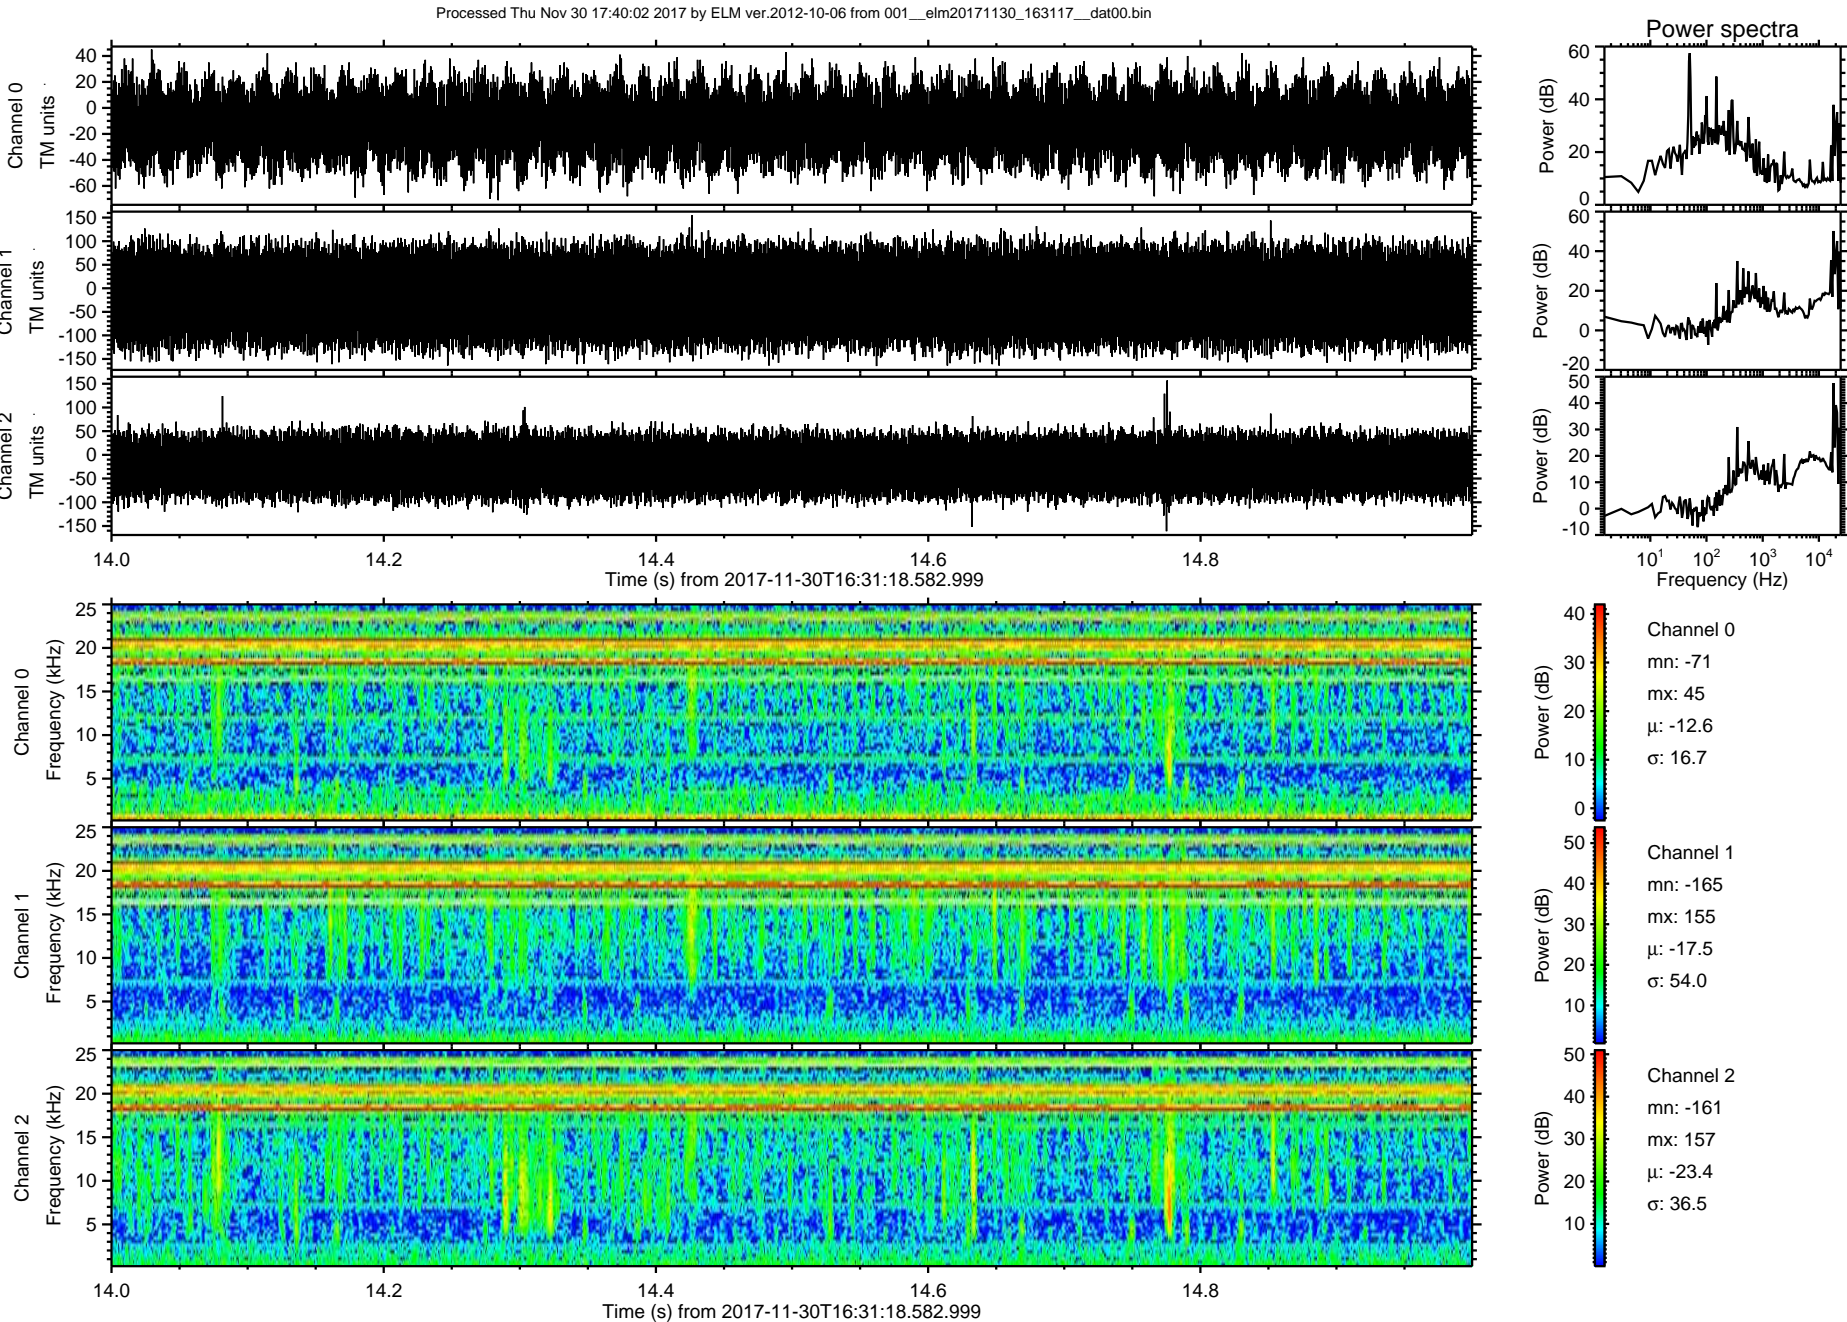 Processed Thu Nov 30 17:40:02 2017 by ELM ver.2012-10-06 from 001__elm20171130_163117__dat00.bin
Power spectra
Channel 0
TM units
40
20
0
-20
-40
-60
Power (dB)
60
40
20
0
Channel 1
TM units
150
100
50
0
-50
-100
-150
Power (dB)
60
40
20
0
-20
Channel 2
TM units
150
100
50
0
-50
-100
-150
Power (dB)
50
40
30
20
10
0
-10
14.0 14.2 14.4 14.6 14.8
Time (s) from 2017-11-30T16:31:18.582.999
10^1 10^2 10^3 10^4
Frequency (Hz)
Channel 0
Frequency (kHz)
25
20
15
10
5
Power (dB)
40
30
20
10
0
Channel 0
mn: -71
mx: 45
μ: -12.6
σ: 16.7
Channel 1
Frequency (kHz)
25
20
15
10
5
Power (dB)
50
40
30
20
10
Channel 1
mn: -165
mx: 155
μ: -17.5
σ: 54.0
Channel 2
Frequency (kHz)
25
20
15
10
5
Power (dB)
50
40
30
20
10
Channel 2
mn: -161
mx: 157
μ: -23.4
σ: 36.5
14.0 14.2 14.4 14.6 14.8
Time (s) from 2017-11-30T16:31:18.582.999